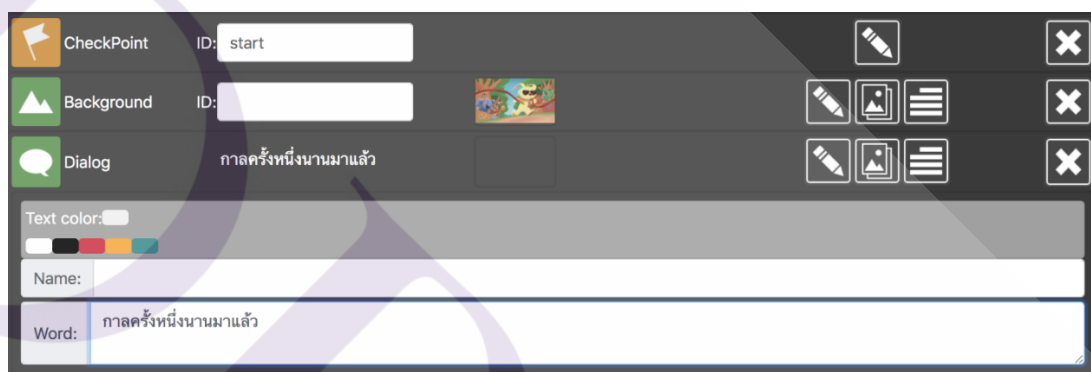 CheckPoint ID: start
Background ID:
Dialog กาลครั้งหนึ่งนานมาแล้ว
Text color:
Name:
Word: กาลครั้งหนึ่งนานมาแล้ว